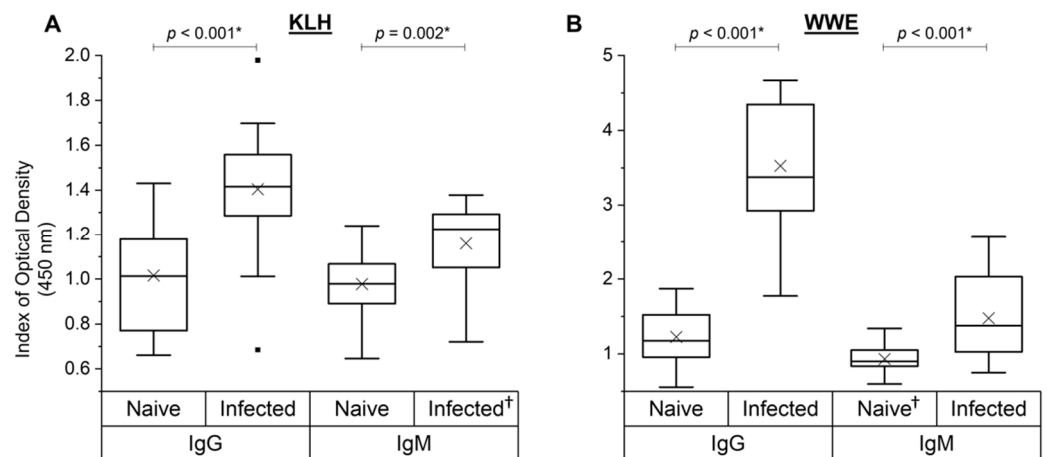 A KLH
p < 0.001* p = 0.002*
2.0
1.8
1.6
1.4
1.2
1.0
0.8
0.6
Index of Optical Density
(450 nm)
Naive Infected Naive Infected†
IgG IgM
B WWE
p < 0.001* p < 0.001*
5
4
3
2
1
Naive Infected Naive† Infected
IgG IgM